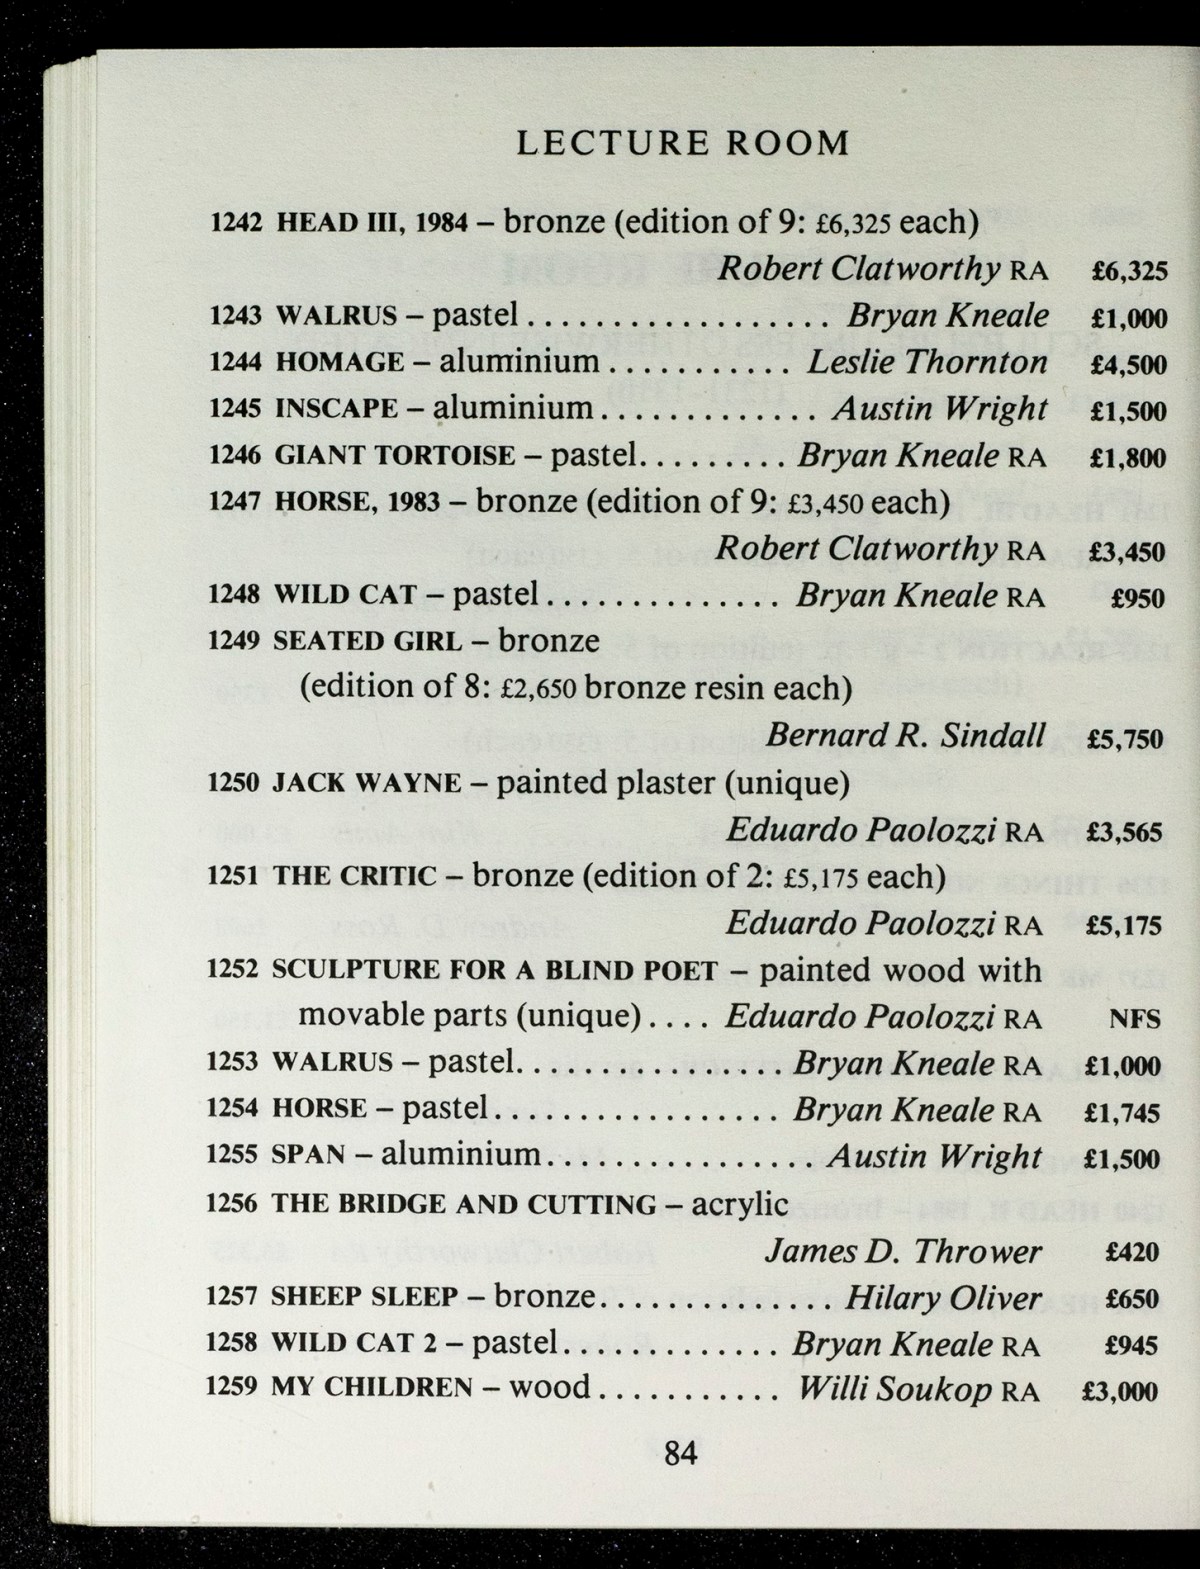 LECTURE ROOM
1242 HEAD III, 1984 – bronze (edition of 9: £6,325 each)
Robert Clatworthy RA £6,325
1243 WALRUS – pastel .................. Bryan Kneale £1,000
1244 HOMAGE – aluminium ........... Leslie Thornton £4,500
1245 INSCAPE – aluminium ............. Austin Wright £1,500
1246 GIANT TORTOISE – pastel ......... Bryan Kneale RA £1,800
1247 HORSE, 1983 – bronze (edition of 9: £3,450 each)
Robert Clatworthy RA £3,450
1248 WILD CAT – pastel ............... Bryan Kneale RA £950
1249 SEATED GIRL – bronze
(edition of 8: £2,650 bronze resin each)
Bernard R. Sindall £5,750
1250 JACK WAYNE – painted plaster (unique)
Eduardo Paolozzi RA £3,565
1251 THE CRITIC – bronze (edition of 2: £5,175 each)
Eduardo Paolozzi RA £5,175
1252 SCULPTURE FOR A BLIND POET – painted wood with
movable parts (unique) .... Eduardo Paolozzi RA NFS
1253 WALRUS – pastel ................ Bryan Kneale RA £1,000
1254 HORSE – pastel ................. Bryan Kneale RA £1,745
1255 SPAN – aluminium ................ Austin Wright £1,500
1256 THE BRIDGE AND CUTTING – acrylic
James D. Thrower £420
1257 SHEEP SLEEP – bronze .............. Hilary Oliver £650
1258 WILD CAT 2 – pastel ............. Bryan Kneale RA £945
1259 MY CHILDREN – wood ........... Willi Soukop RA £3,000
84